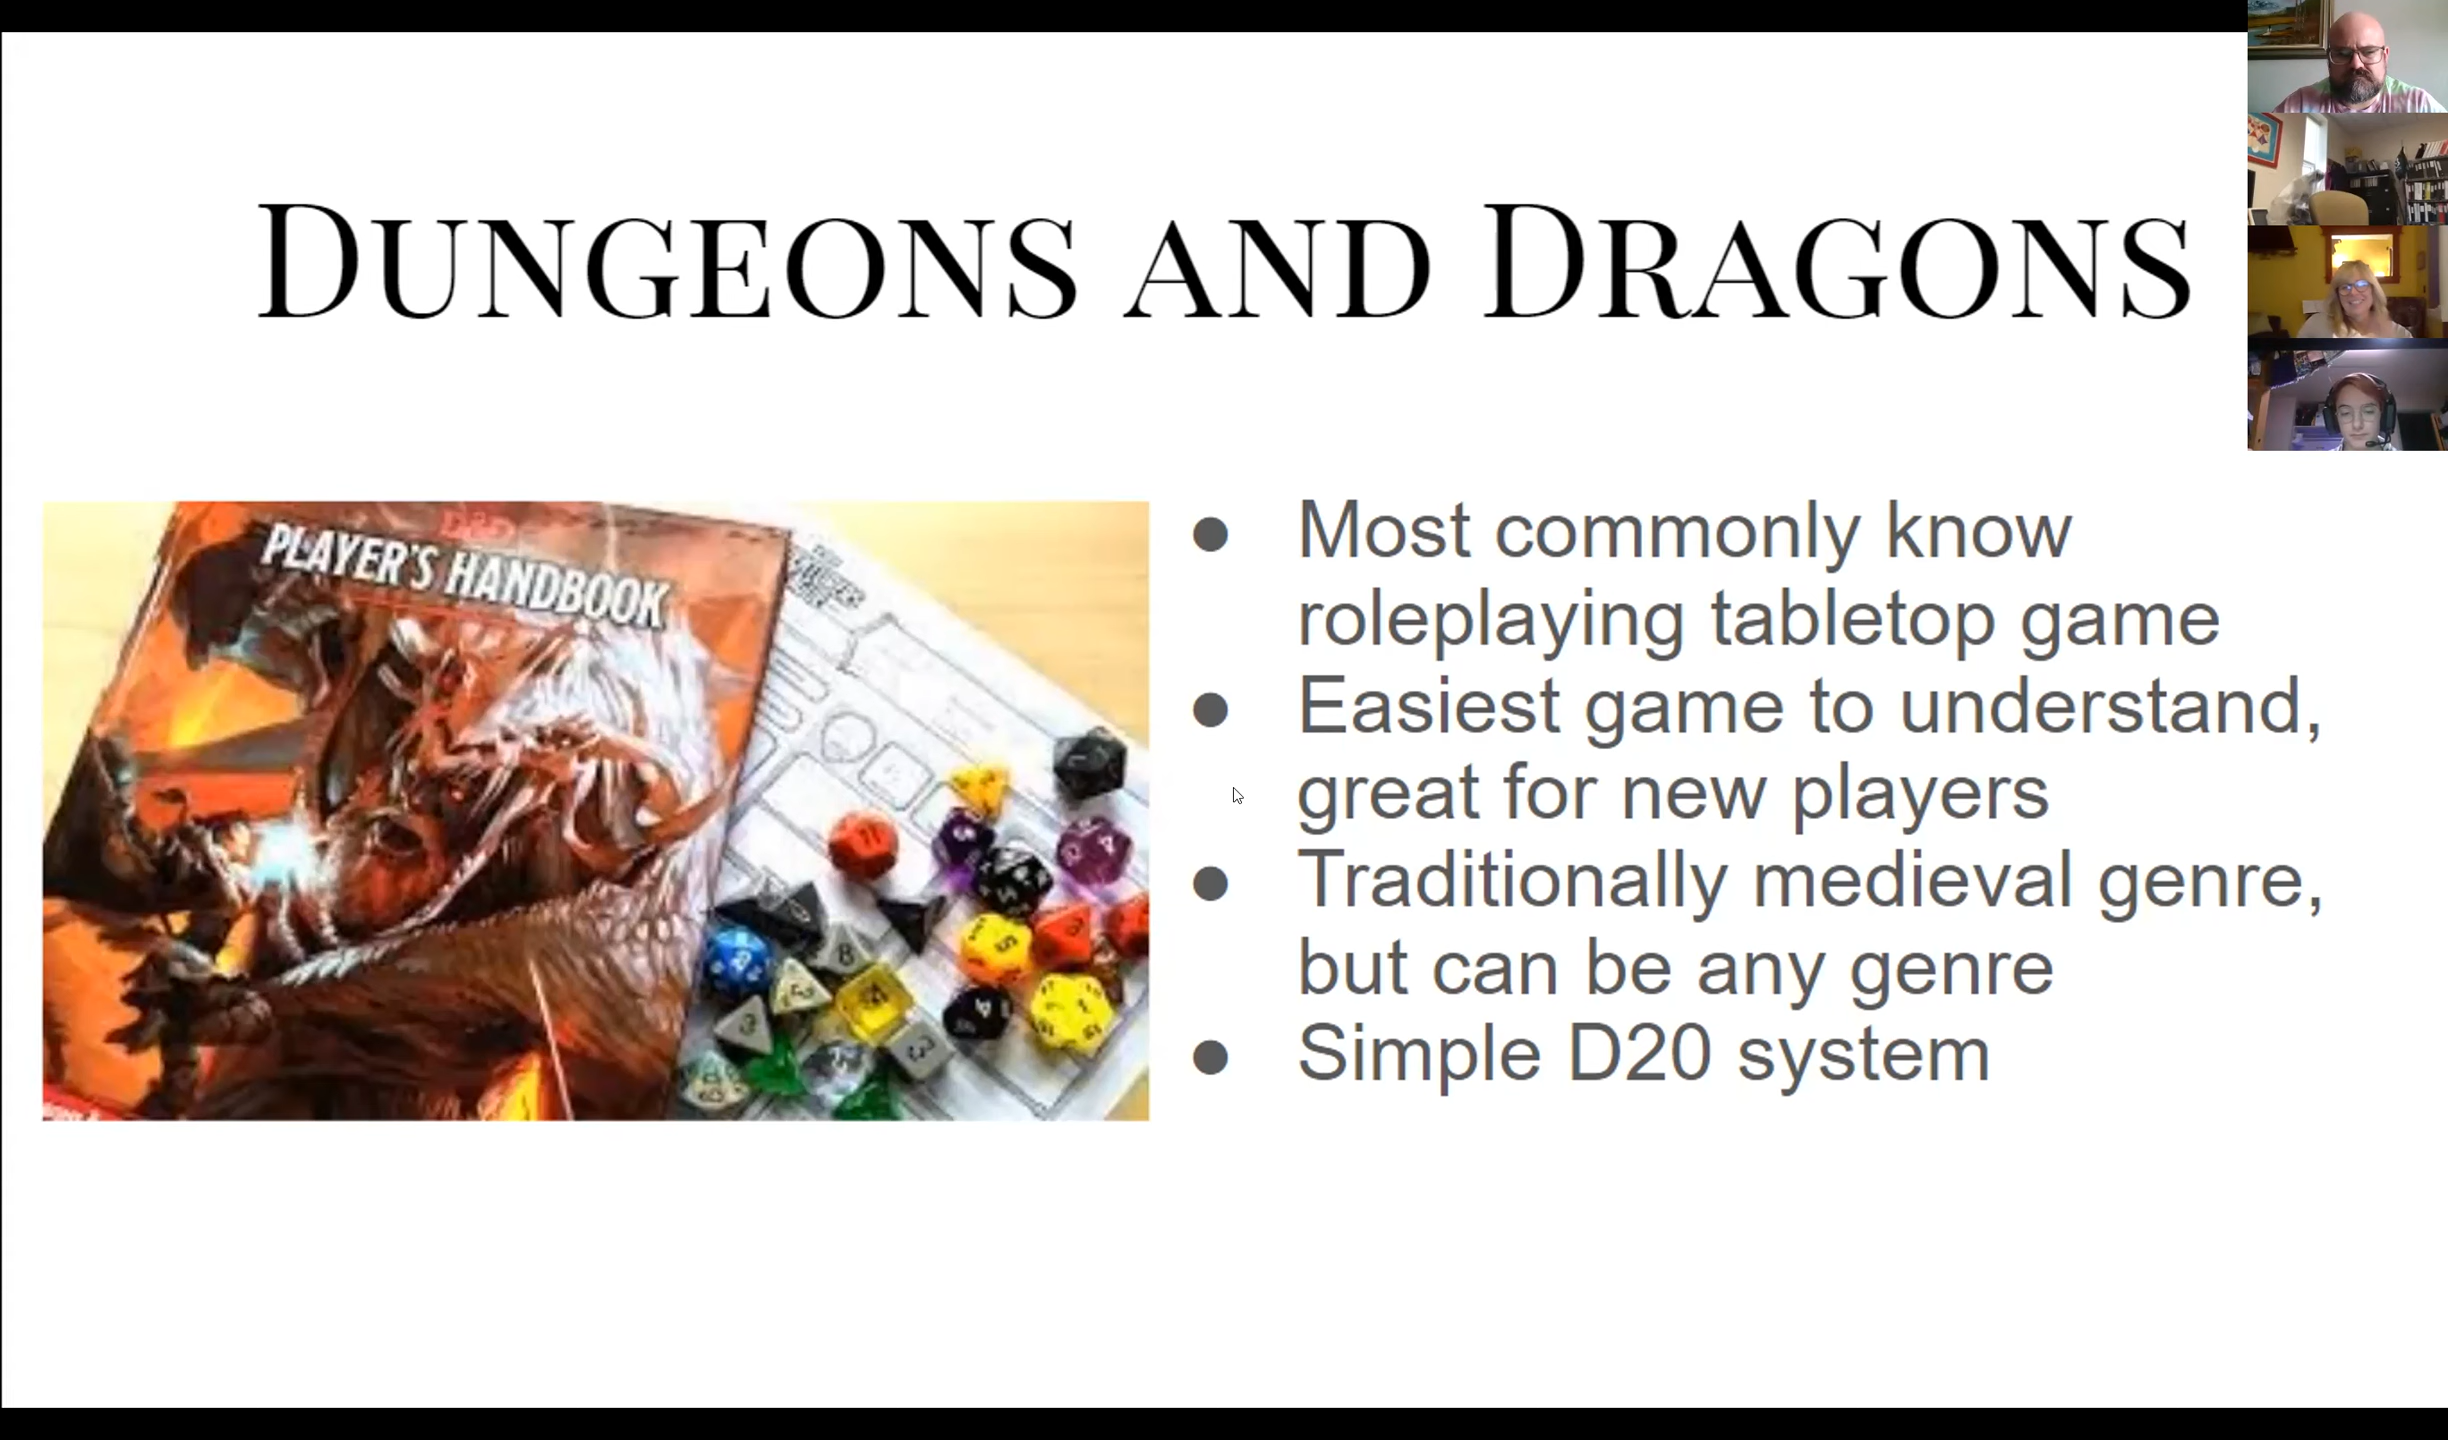 DUNGEONS AND DRAGONS
D&D
PLAYER'S HANDBOOK
● Most commonly know
roleplaying tabletop game
● Easiest game to understand,
great for new players
● Traditionally medieval genre,
but can be any genre
● Simple D20 system